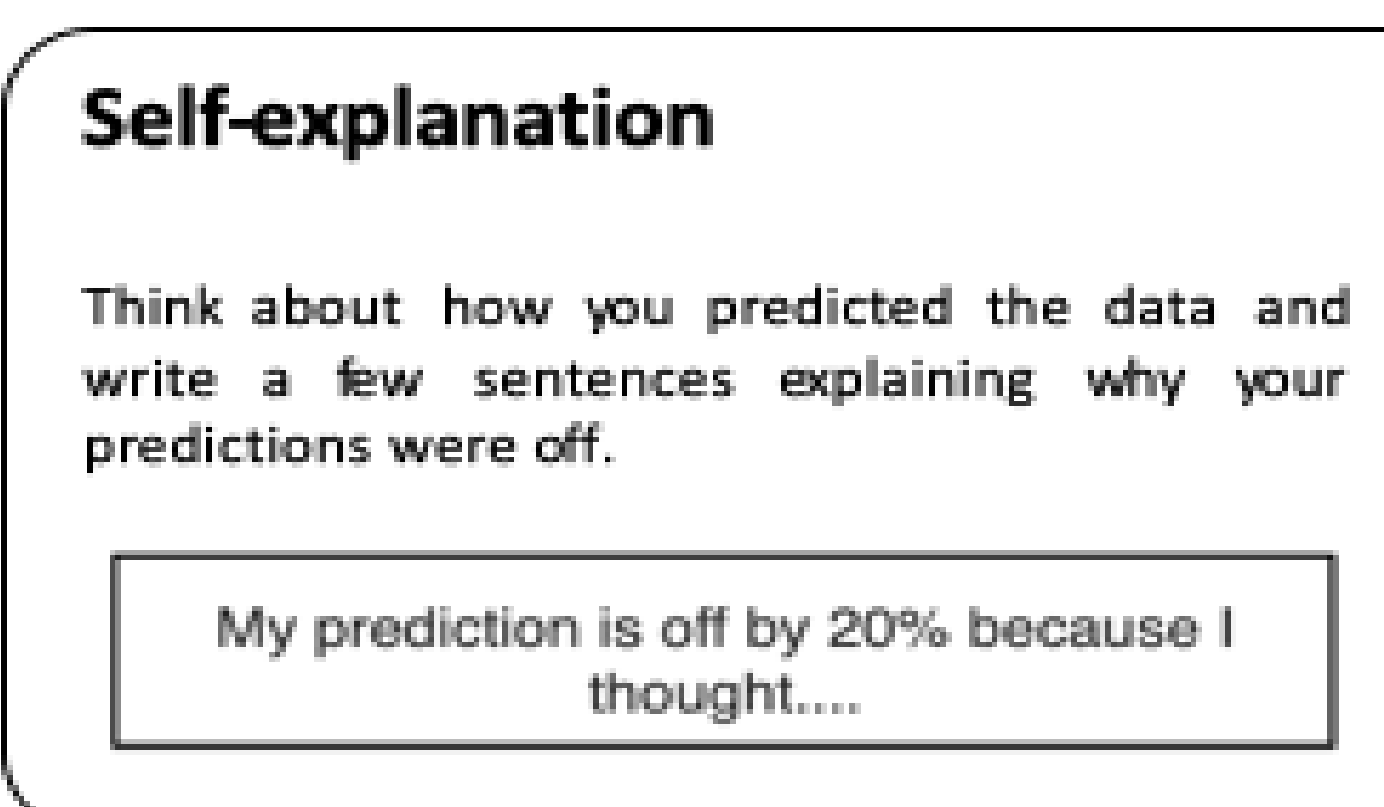 Self-explanation
Think about how you predicted the data and
write a few sentences explaining why your
predictions were off.
My prediction is off by 20% because I
thought....